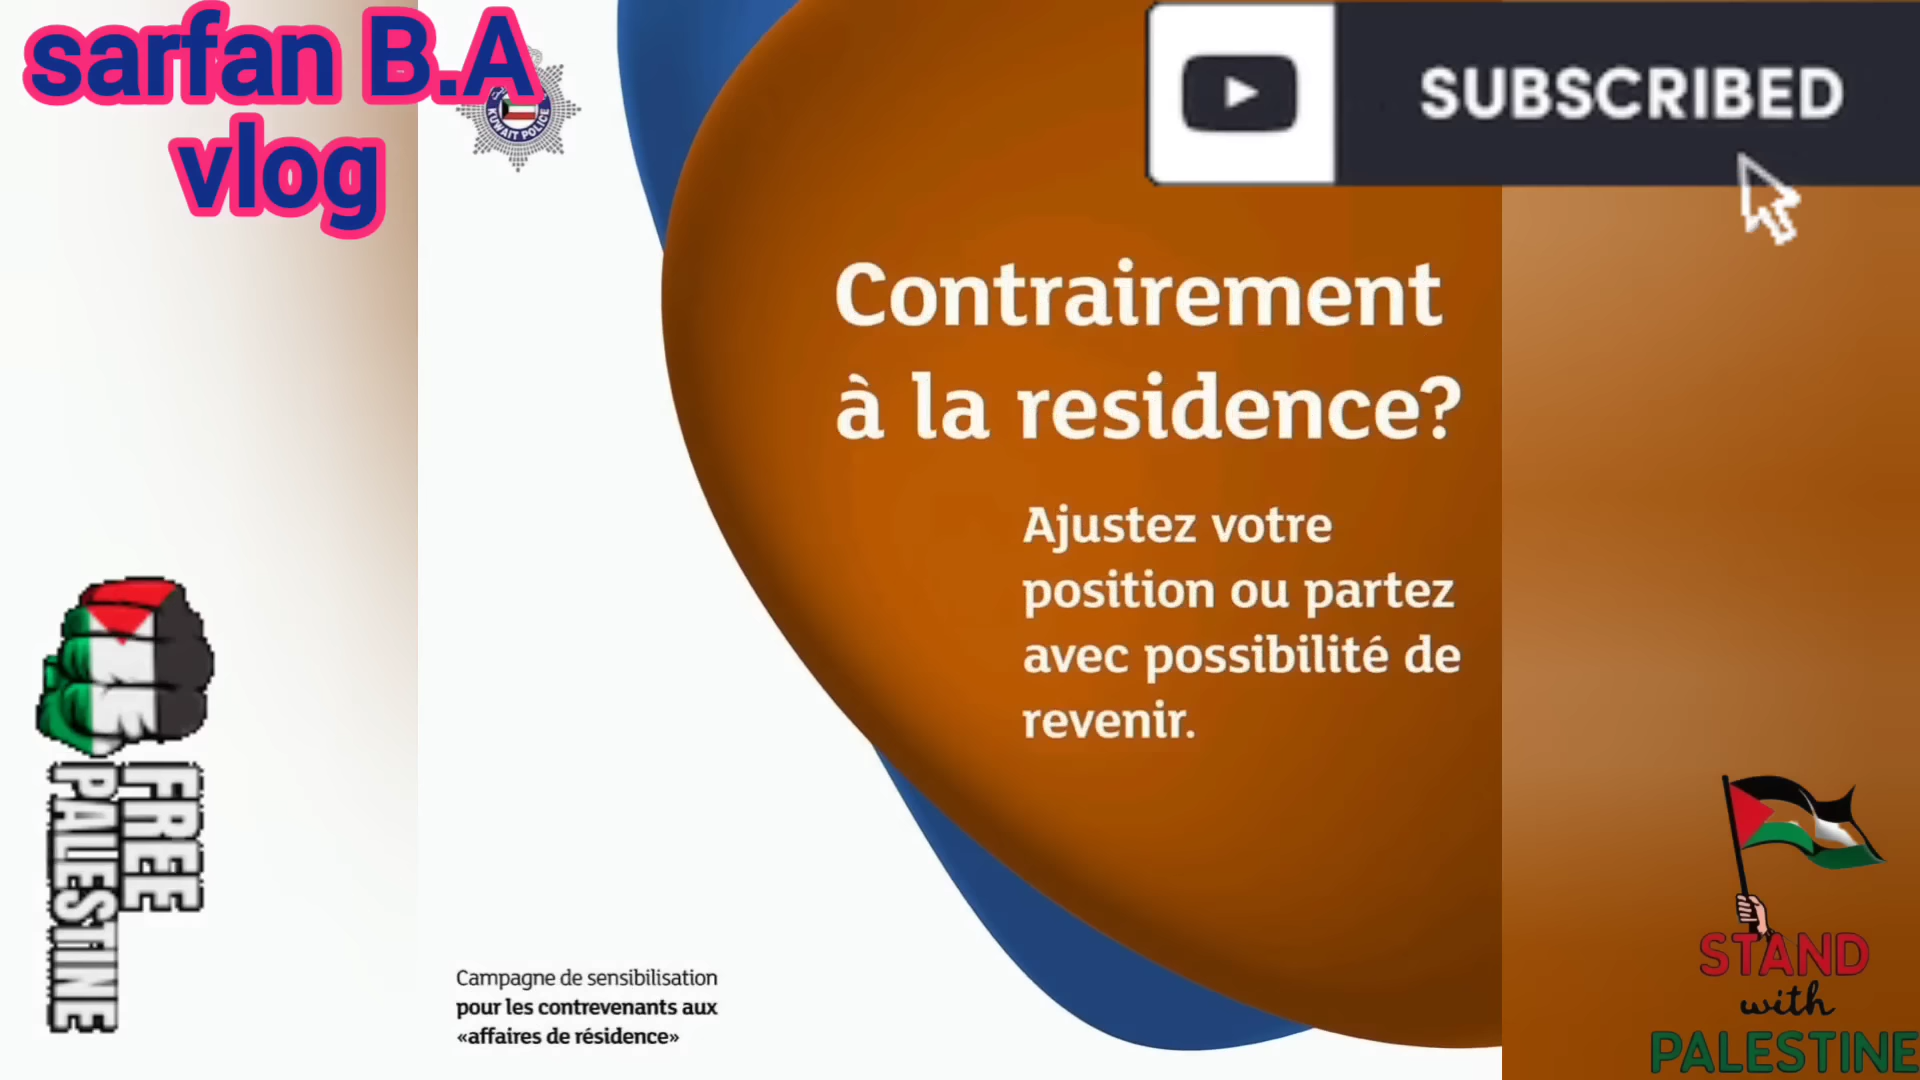 sarfan B.A
vlog
KUWAIT POLICE
SUBSCRIBED
Contrairement
à la residence?
Ajustez votre
position ou partez
avec possibilité de
revenir.
FREE
PALESTINE
Campagne de sensibilisation
pour les contrevenants aux
«affaires de résidence»
STAND
with
PALESTINE